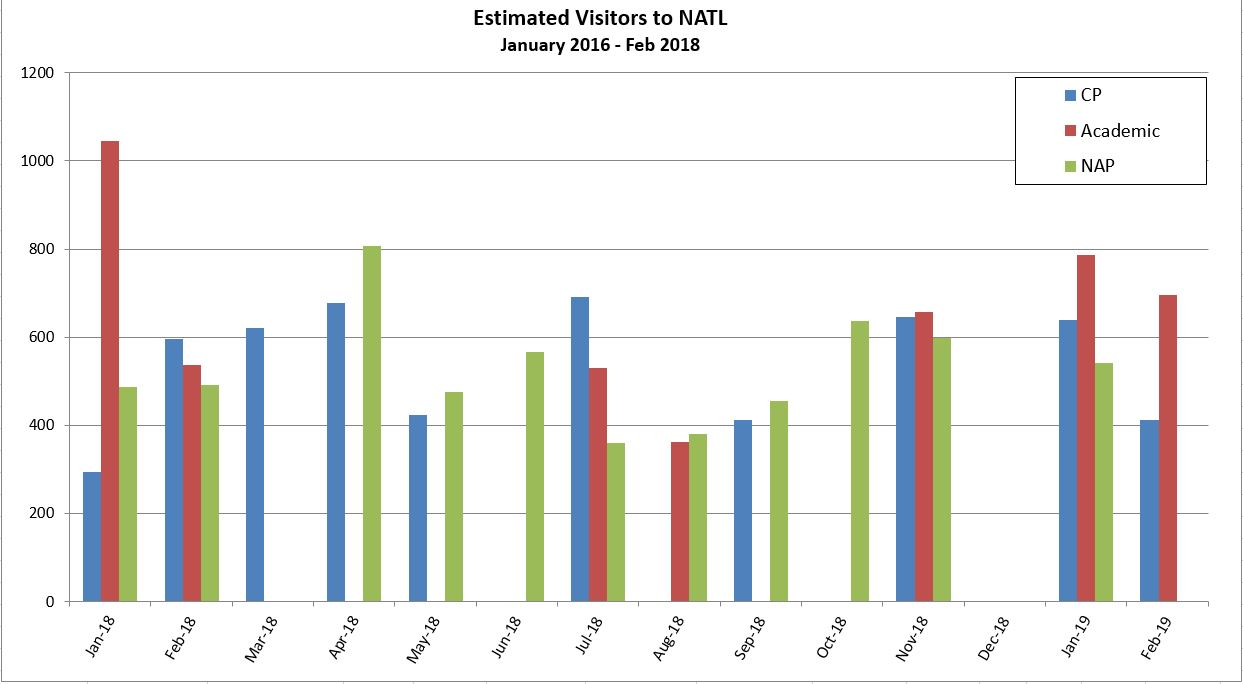 Estimated Visitors to NATL
January 2016 - Feb 2018
1200
1000
800
600
400
200
0
CP
Academic
NAP
Jan-18
Feb-18
Mar-18
Apr-18
May-18
Jun-18
Jul-18
Aug-18
Sep-18
Oct-18
Nov-18
Dec-18
Jan-19
Feb-19